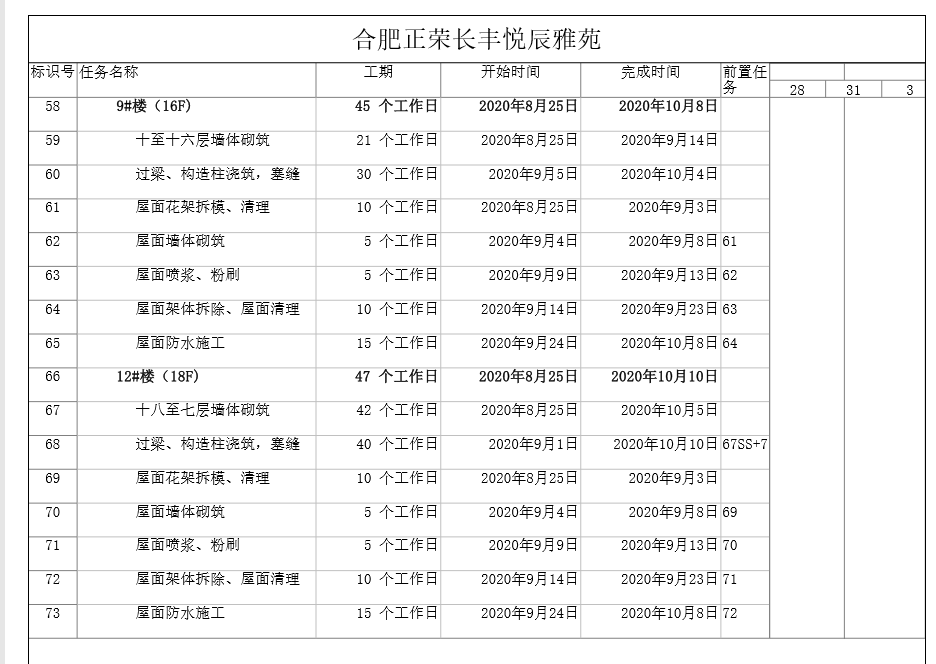 合肥正荣长丰悦辰雅苑
标识号 任务名称 工期 开始时间 完成时间 前置任务
28 31 3
58 9#楼（16F） 45 个工作日 2020年8月25日 2020年10月8日
59 十至十六层墙体砌筑 21 个工作日 2020年8月25日 2020年9月14日
60 过梁、构造柱浇筑，塞缝 30 个工作日 2020年9月5日 2020年10月4日
61 屋面花架拆模、清理 10 个工作日 2020年8月25日 2020年9月3日
62 屋面墙体砌筑 5 个工作日 2020年9月4日 2020年9月8日 61
63 屋面喷浆、粉刷 5 个工作日 2020年9月9日 2020年9月13日 62
64 屋面架体拆除、屋面清理 10 个工作日 2020年9月14日 2020年9月23日 63
65 屋面防水施工 15 个工作日 2020年9月24日 2020年10月8日 64
66 12#楼（18F） 47 个工作日 2020年8月25日 2020年10月10日
67 十八至七层墙体砌筑 42 个工作日 2020年8月25日 2020年10月5日
68 过梁、构造柱浇筑，塞缝 40 个工作日 2020年9月1日 2020年10月10日 67SS+7
69 屋面花架拆模、清理 10 个工作日 2020年8月25日 2020年9月3日
70 屋面墙体砌筑 5 个工作日 2020年9月4日 2020年9月8日 69
71 屋面喷浆、粉刷 5 个工作日 2020年9月9日 2020年9月13日 70
72 屋面架体拆除、屋面清理 10 个工作日 2020年9月14日 2020年9月23日 71
73 屋面防水施工 15 个工作日 2020年9月24日 2020年10月8日 72